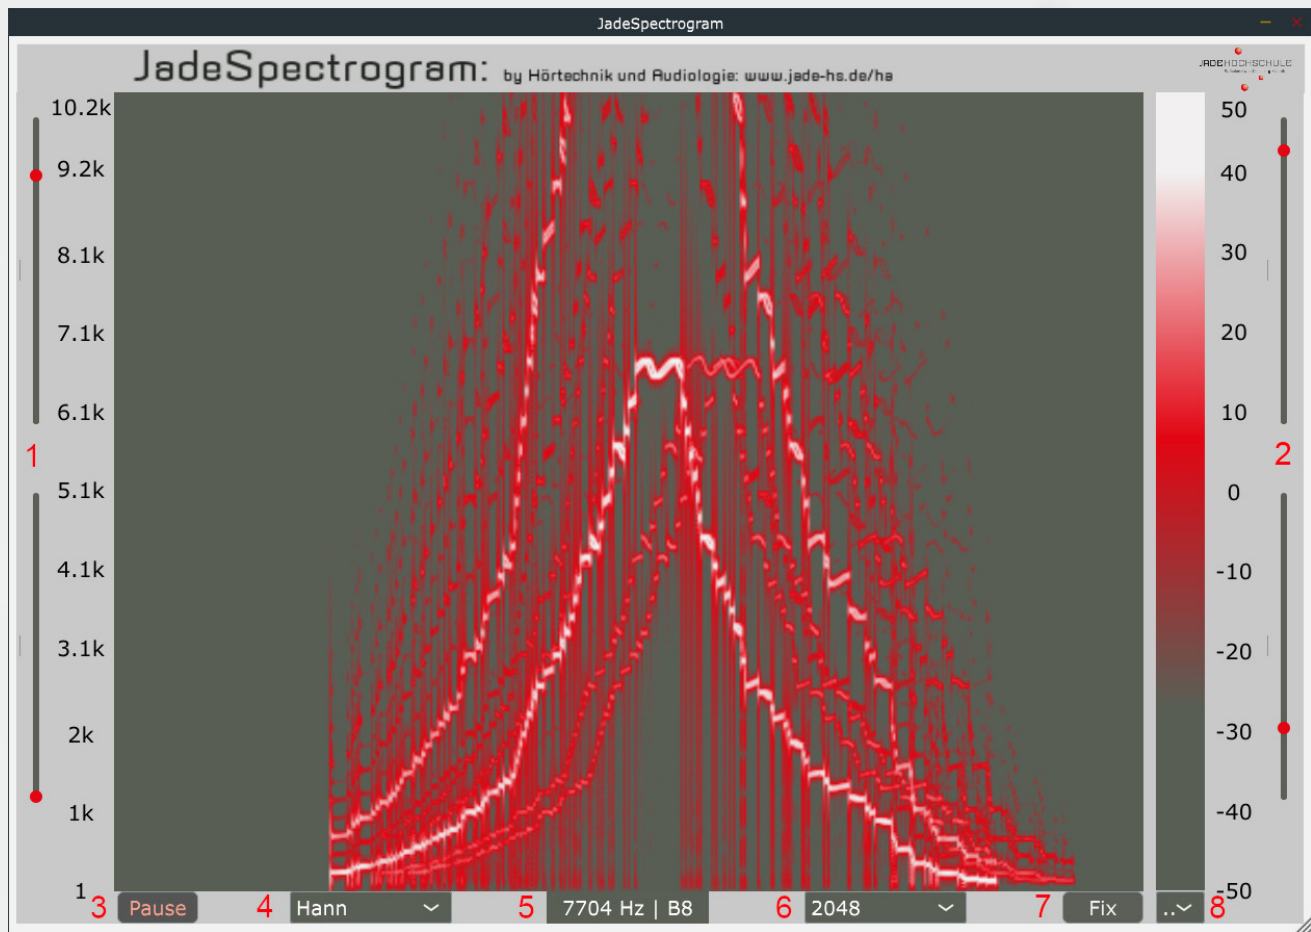 JadeSpectrogram
JadeSpectrogram: by Hörtechnik und Audiologie: www.jade-hs.de/ha
JADEHOCHSCHULE
10.2k
9.2k
8.1k
7.1k
6.1k
5.1k
4.1k
3.1k
2k
1k
1
50
40
30
20
10
0
-10
-20
-30
-40
-50
1
2
3 Pause 4 Hann 5 7704 Hz | B8 6 2048 7 Fix .. 8